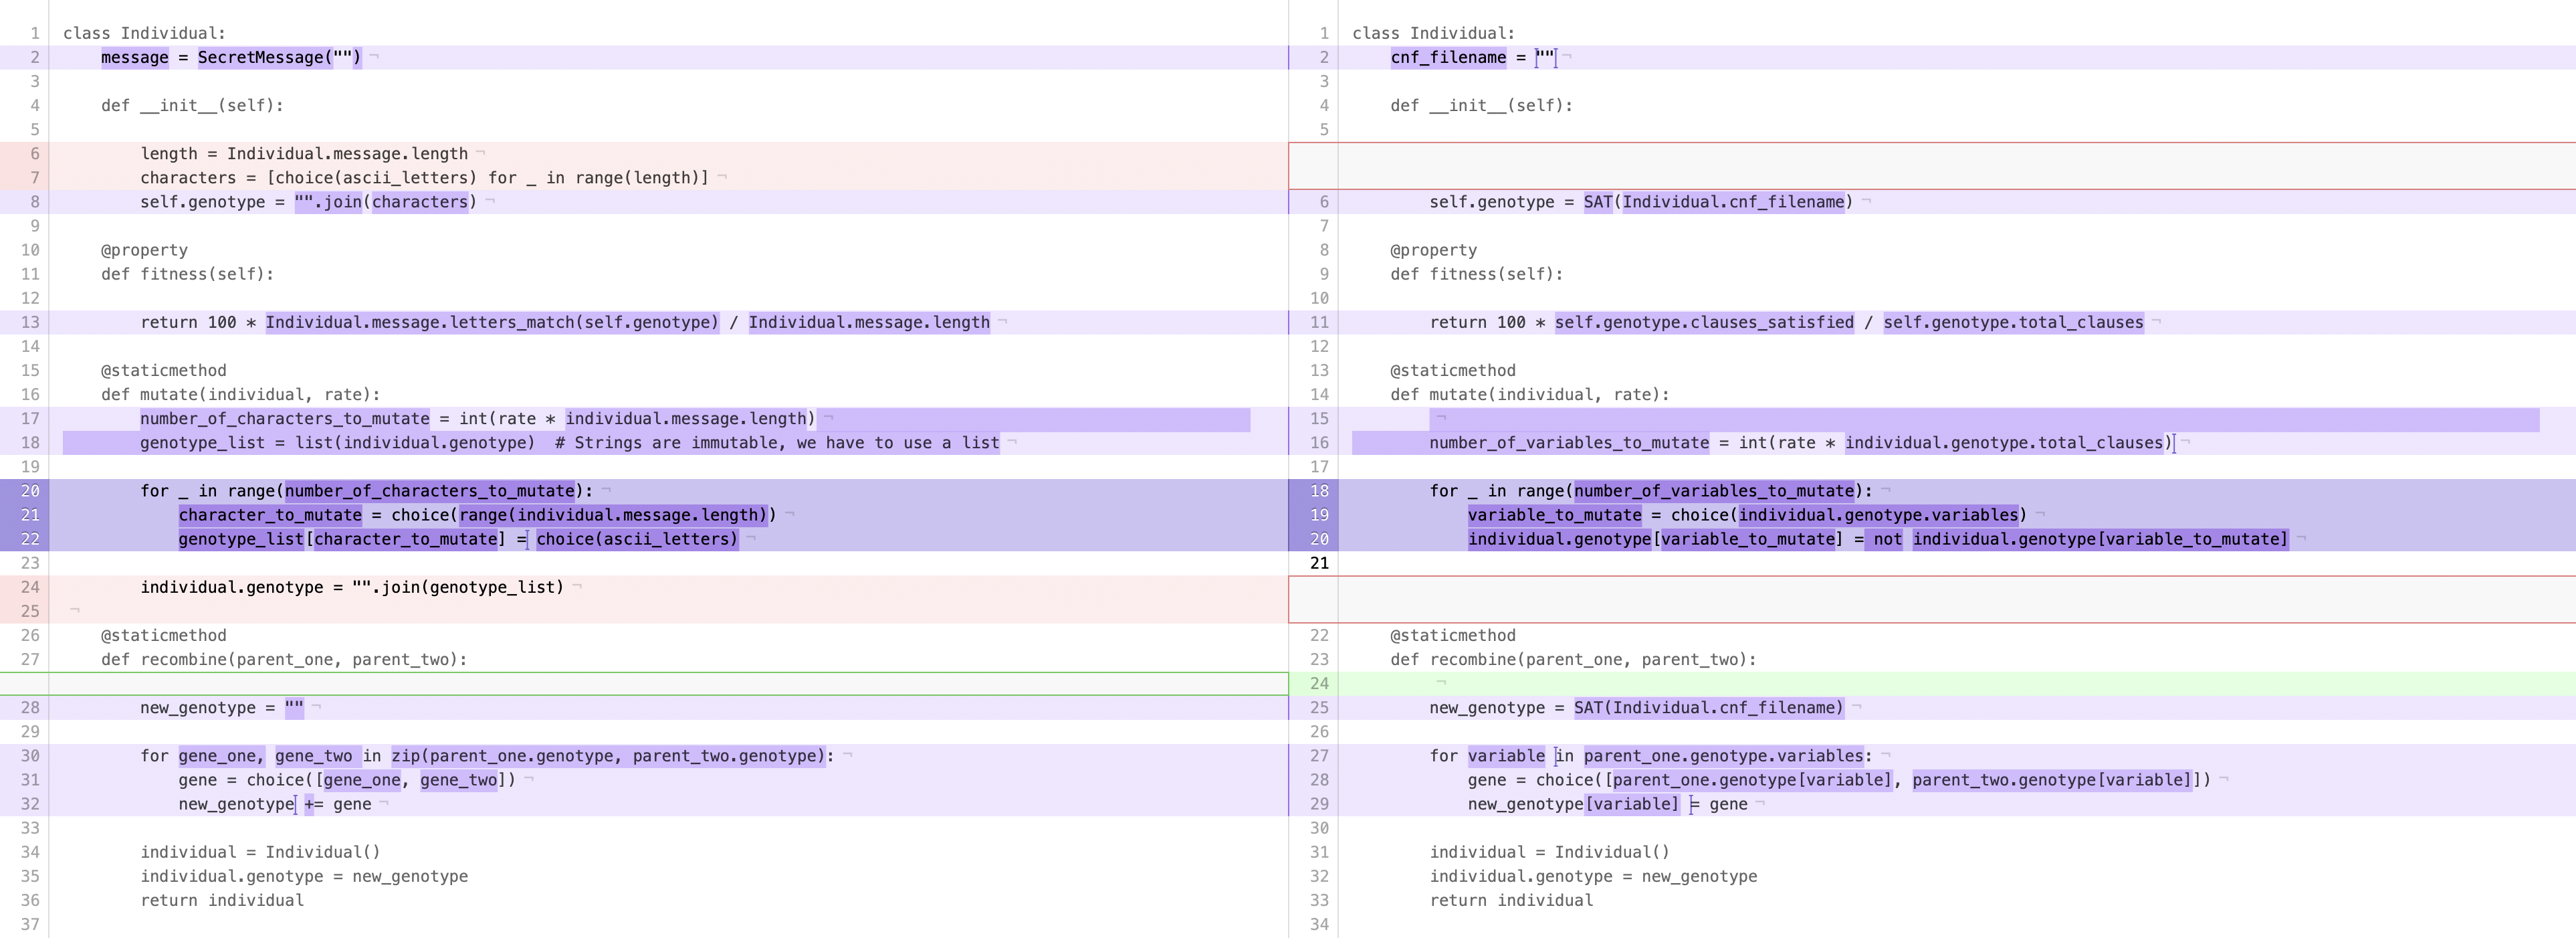 1 class Individual:
2     message = SecretMessage("")
3
4     def __init__(self):
5
6         length = Individual.message.length
7         characters = [choice(ascii_letters) for _ in range(length)]
8         self.genotype = "".join(characters)
9
10     @property
11     def fitness(self):
12
13         return 100 * Individual.message.letters_match(self.genotype) / Individual.message.length
14
15     @staticmethod
16     def mutate(individual, rate):
17         number_of_characters_to_mutate = int(rate * individual.message.length)
18         genotype_list = list(individual.genotype)  # Strings are immutable, we have to use a list
19
20         for _ in range(number_of_characters_to_mutate):
21             character_to_mutate = choice(range(individual.message.length))
22             genotype_list[character_to_mutate] = choice(ascii_letters)
23
24         individual.genotype = "".join(genotype_list)
25
26     @staticmethod
27     def recombine(parent_one, parent_two):
28         new_genotype = ""
29
30         for gene_one, gene_two in zip(parent_one.genotype, parent_two.genotype):
31             gene = choice([gene_one, gene_two])
32             new_genotype += gene
33
34         individual = Individual()
35         individual.genotype = new_genotype
36         return individual
37
1 class Individual:
2     cnf_filename = ""
3
4     def __init__(self):
5
6         self.genotype = SAT(Individual.cnf_filename)
7
8     @property
9     def fitness(self):
10
11         return 100 * self.genotype.clauses_satisfied / self.genotype.total_clauses
12
13     @staticmethod
14     def mutate(individual, rate):
15
16         number_of_variables_to_mutate = int(rate * individual.genotype.total_clauses)
17
18         for _ in range(number_of_variables_to_mutate):
19             variable_to_mutate = choice(individual.genotype.variables)
20             individual.genotype[variable_to_mutate] = not individual.genotype[variable_to_mutate]
21
22     @staticmethod
23     def recombine(parent_one, parent_two):
24
25         new_genotype = SAT(Individual.cnf_filename)
26
27         for variable in parent_one.genotype.variables:
28             gene = choice([parent_one.genotype[variable], parent_two.genotype[variable]])
29             new_genotype[variable] = gene
30
31         individual = Individual()
32         individual.genotype = new_genotype
33         return individual
34